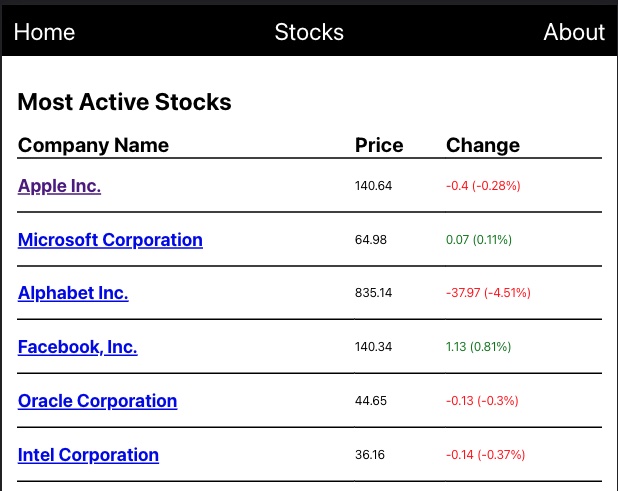 Home Stocks About
Most Active Stocks
Company Name Price Change
Apple Inc. 140.64 -0.4 (-0.28%)
Microsoft Corporation 64.98 0.07 (0.11%)
Alphabet Inc. 835.14 -37.97 (-4.51%)
Facebook, Inc. 140.34 1.13 (0.81%)
Oracle Corporation 44.65 -0.13 (-0.3%)
Intel Corporation 36.16 -0.14 (-0.37%)